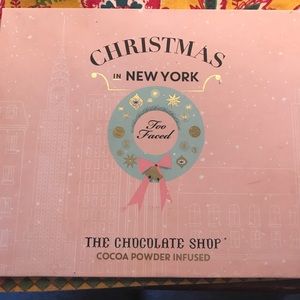 CHRISTMAS
IN NEW YORK
Too
Faced
THE CHOCOLATE SHOP
COCOA POWDER INFUSED